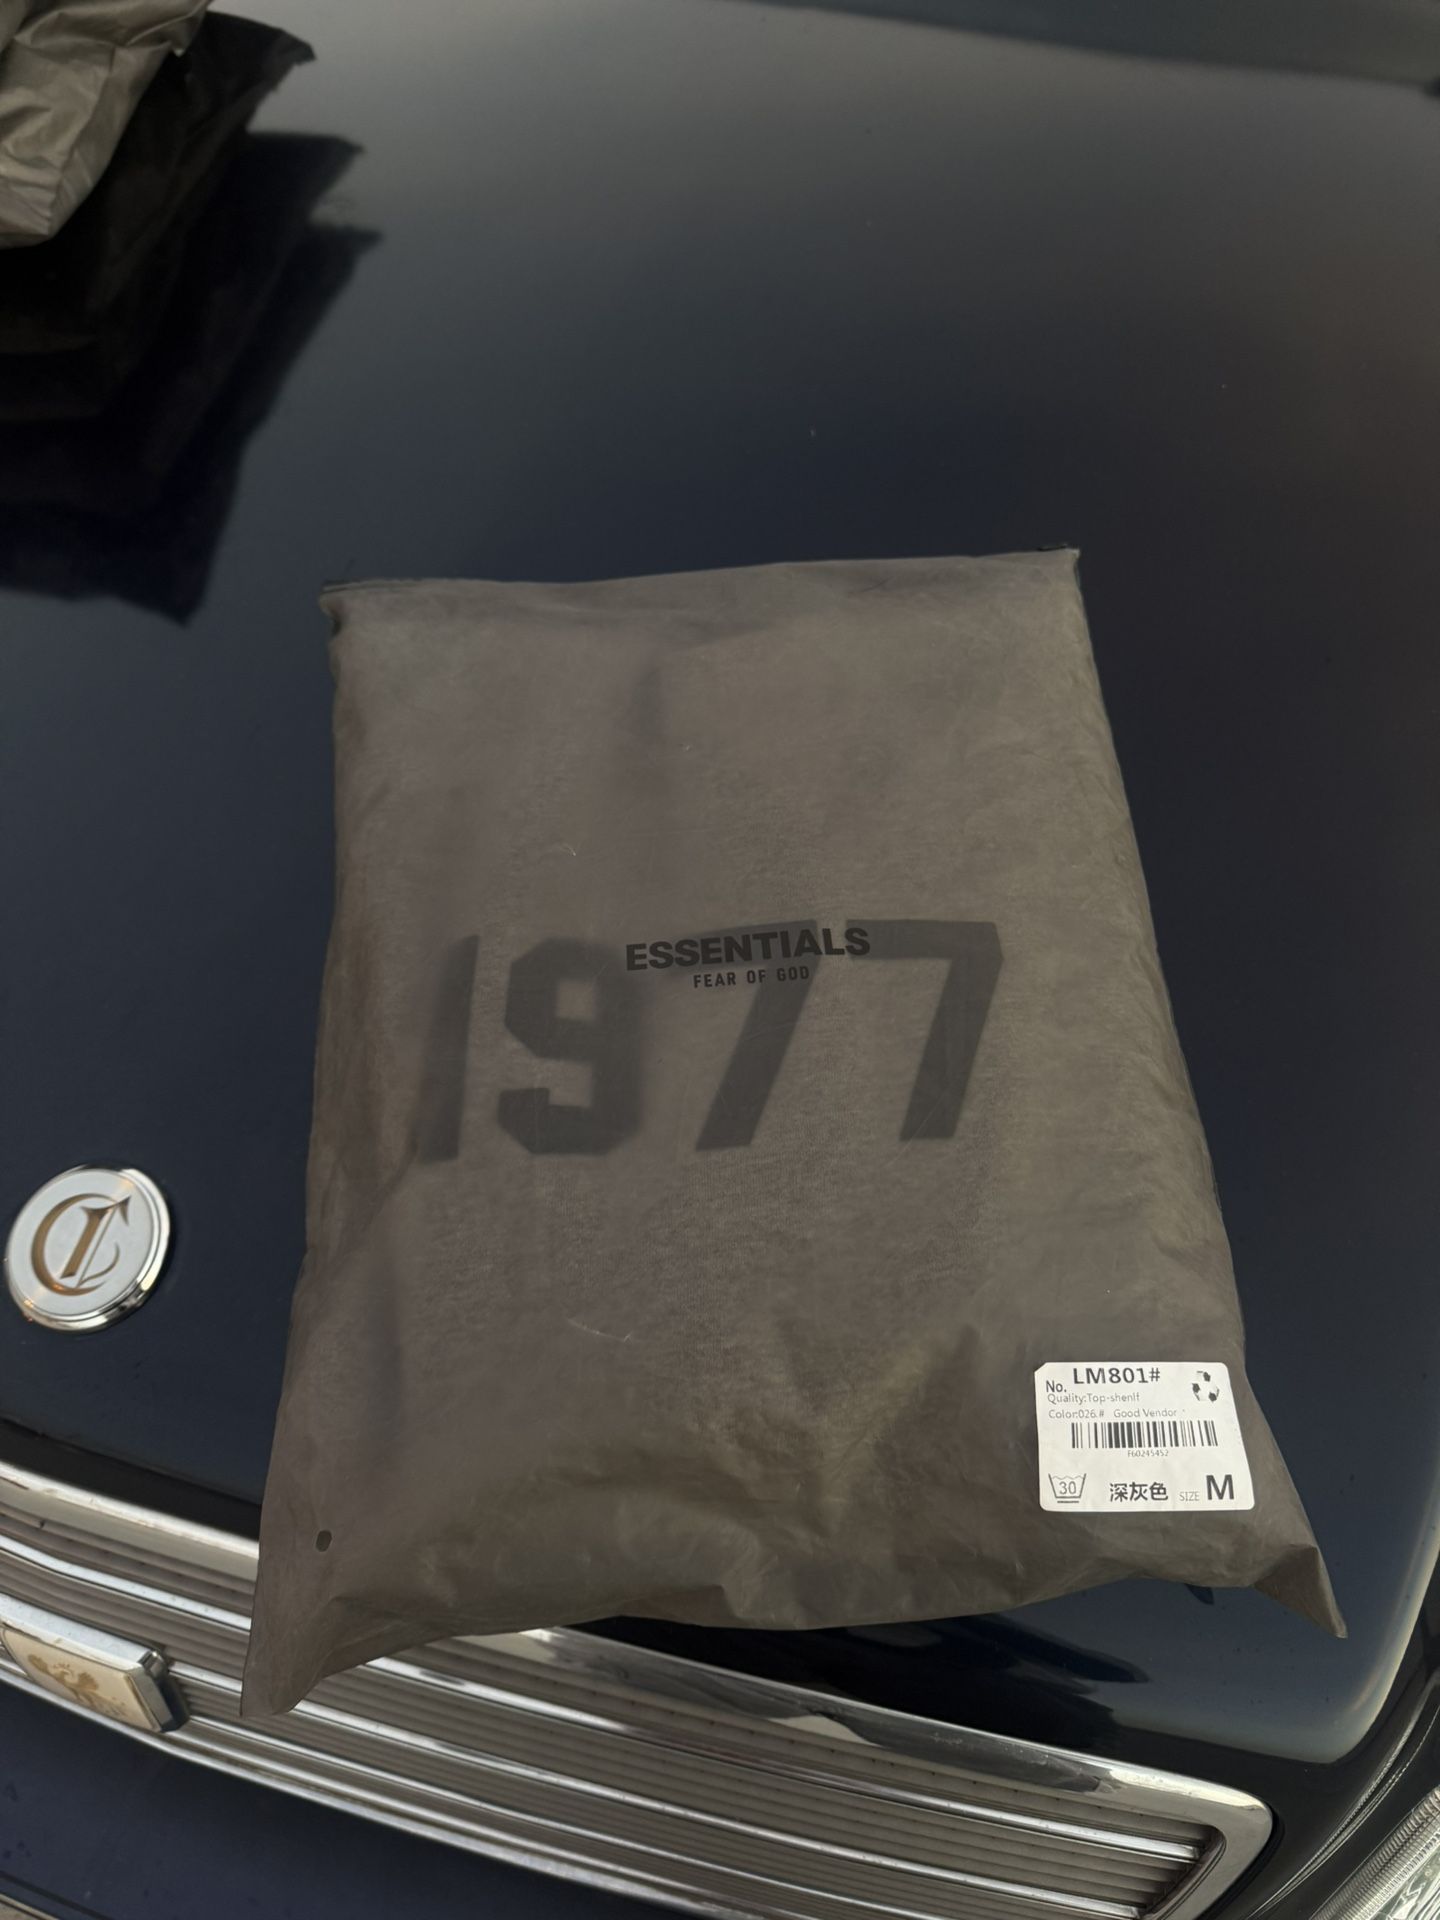 ESSENTIALS
FEAR OF GOD
1977
No. LM801#
Quality:Top-shenlf
Color:026.# Good Vendor
F60245452
30 深灰色 SIZE M